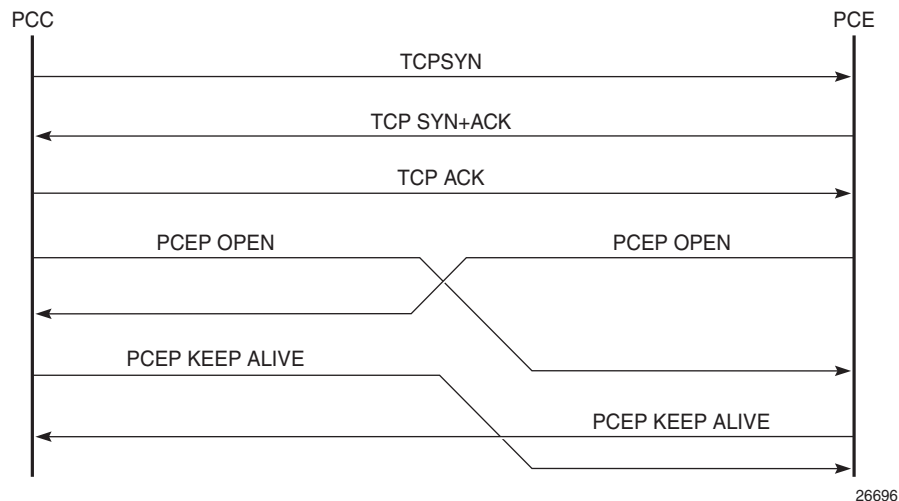 PCC
PCE
TCPSYN
TCP SYN+ACK
TCP ACK
PCEP OPEN
PCEP OPEN
PCEP KEEP ALIVE
PCEP KEEP ALIVE
26696